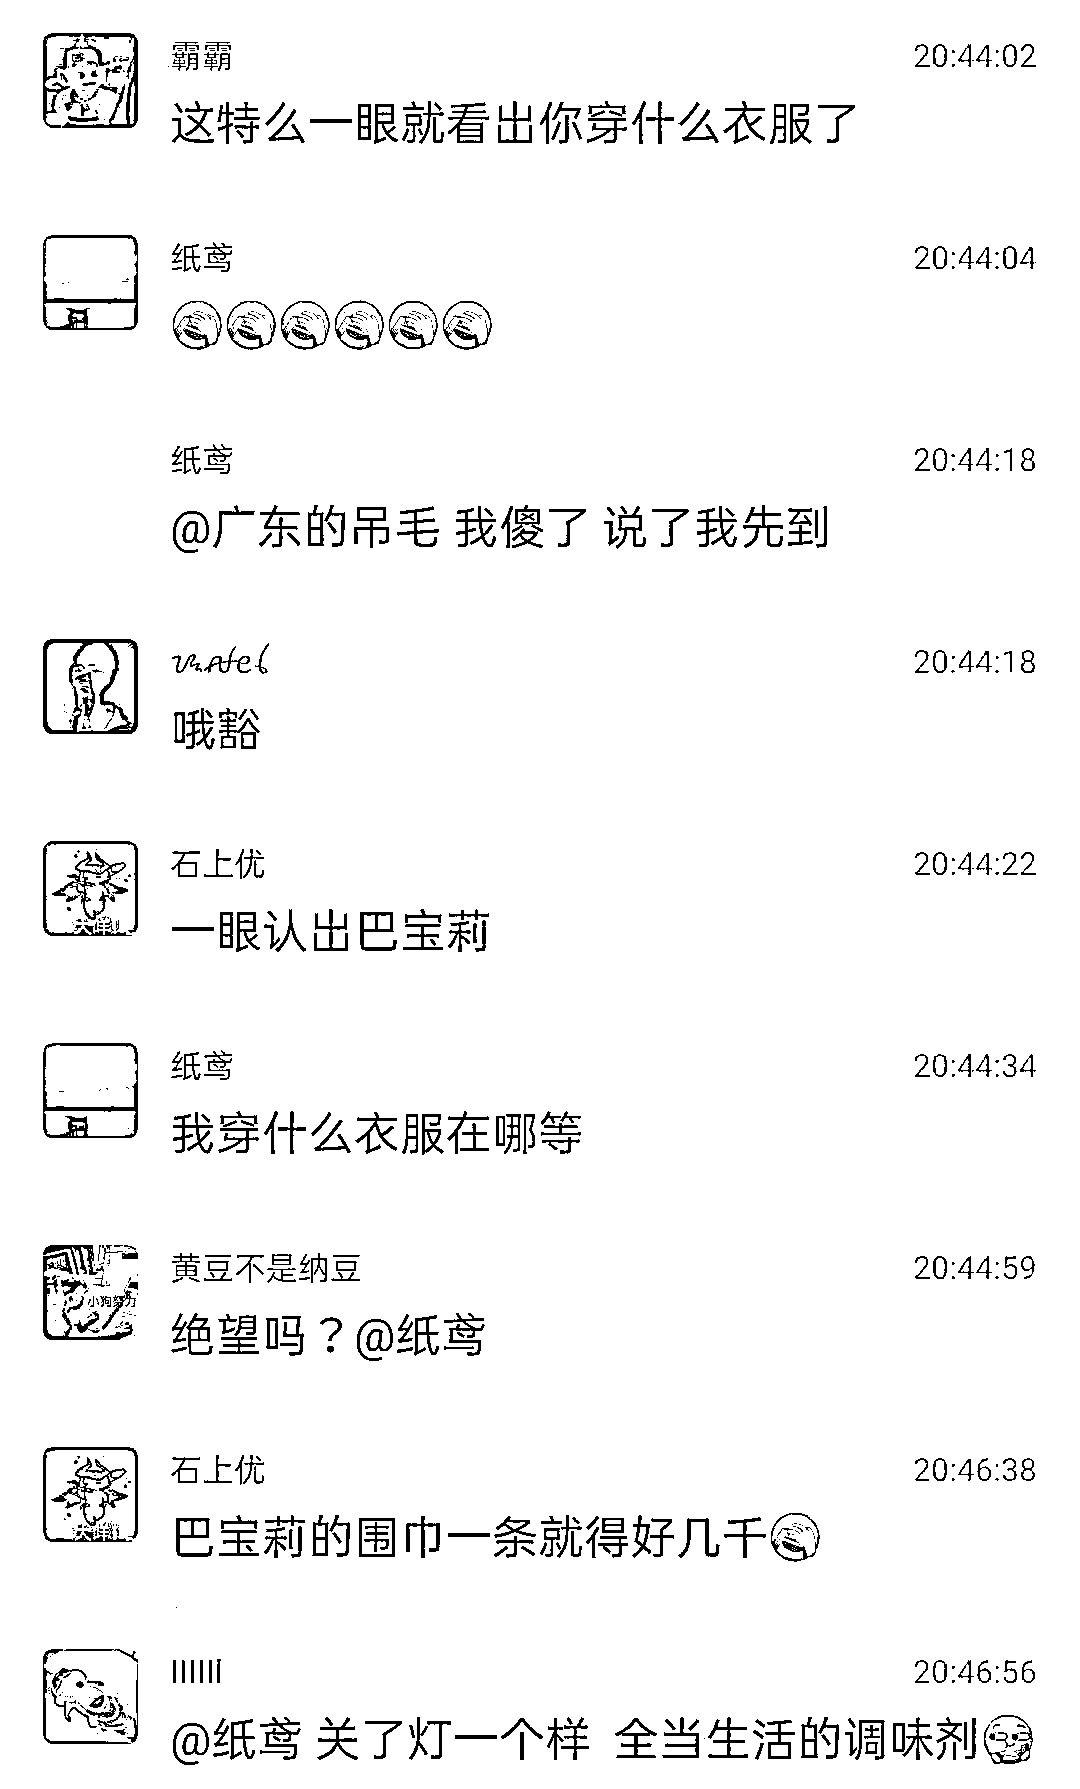 霸霸 20:44:02
这特么一眼就看出你穿什么衣服了
纸鸢 20:44:04
纸鸢 20:44:18
@广东的吊毛 我傻了 说了我先到
20:44:18
哦豁
石上优 20:44:22
一眼认出巴宝莉
纸鸢 20:44:34
我穿什么衣服在哪等
小狗努力
黄豆不是纳豆 20:44:59
绝望吗？@纸鸢
石上优 20:46:38
巴宝莉的围巾一条就得好几千
llllll 20:46:56
@纸鸢 关了灯一个样 全当生活的调味剂